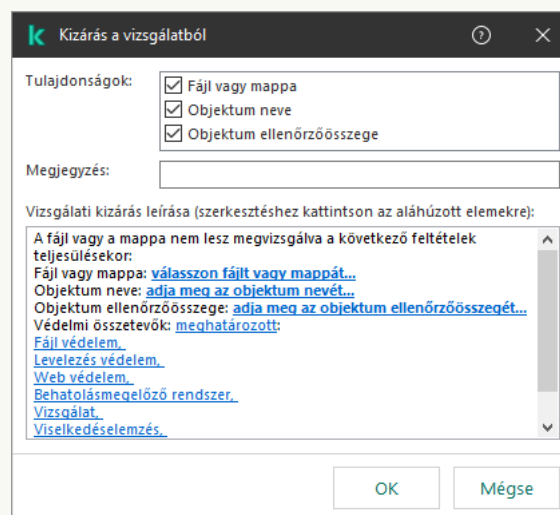 Kizárás a vizsgálatból
Tulajdonságok:
Fájl vagy mappa
Objektum neve
Objektum ellenőrzőösszege
Megjegyzés:
Vizsgálati kizárás leírása (szerkesztéshez kattintson az aláhúzott elemekre):
A fájl vagy a mappa nem lesz megvizsgálva a következő feltételek
teljesülésekor:
Fájl vagy mappa: válasszon fájlt vagy mappát...
Objektum neve: adja meg az objektum nevét...
Objektum ellenőrzőösszege: adja meg az objektum ellenőrzőösszegét...
Védelmi összetevők: meghatározott:
Fájl védelem,
Levelezés védelem,
Web védelem,
Behatolásmegelőző rendszer,
Vizsgálat,
Viselkedéselemzés,
OK
Mégse